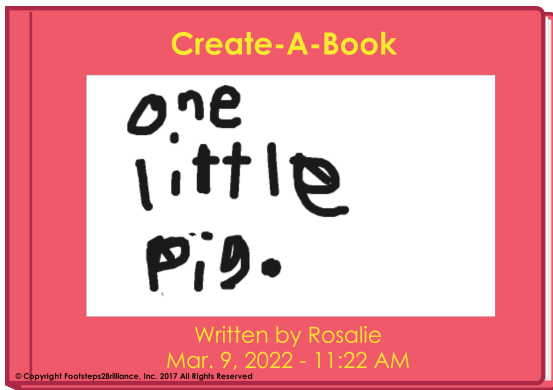 Create-A-Book
one
little
pig.
Written by Rosalie
Mar. 9, 2022 - 11:22 AM
© Copyright Footsteps2Brilliance, Inc. 2017 All Rights Reserved